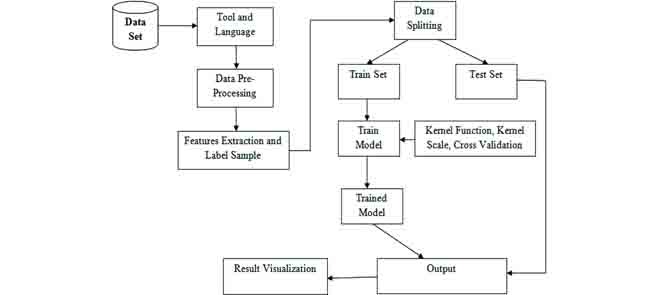 Data
Set
Tool and
Language
Data Pre-
Processing
Features Extraction and
Label Sample
Data
Splitting
Train Set
Test Set
Train
Model
Kernel Function, Kernel
Scale, Cross Validation
Trained
Model
Output
Result Visualization